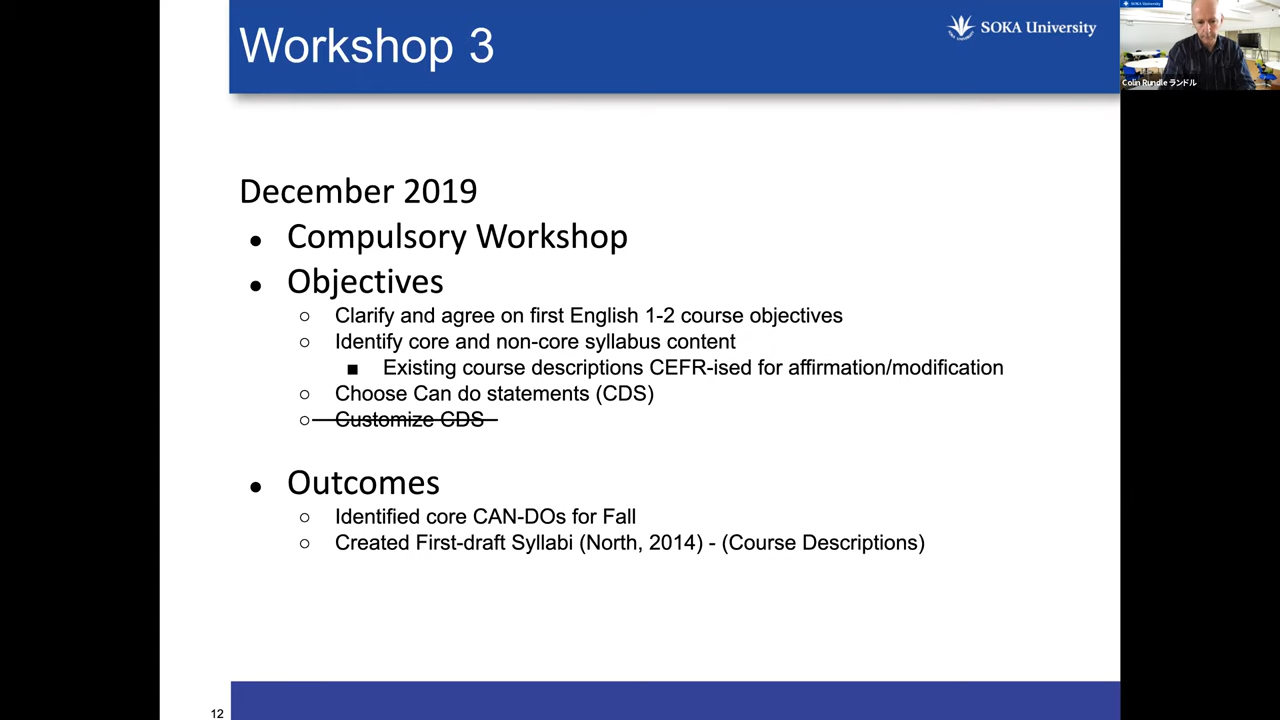 Workshop 3
SOKA University
SOKA University
Colin Rundle ランドル
December 2019
● Compulsory Workshop
● Objectives
○ Clarify and agree on first English 1-2 course objectives
○ Identify core and non-core syllabus content
■ Existing course descriptions CEFR-ised for affirmation/modification
○ Choose Can do statements (CDS)
○ Customize CDS
● Outcomes
○ Identified core CAN-DOs for Fall
○ Created First-draft Syllabi (North, 2014) - (Course Descriptions)
12